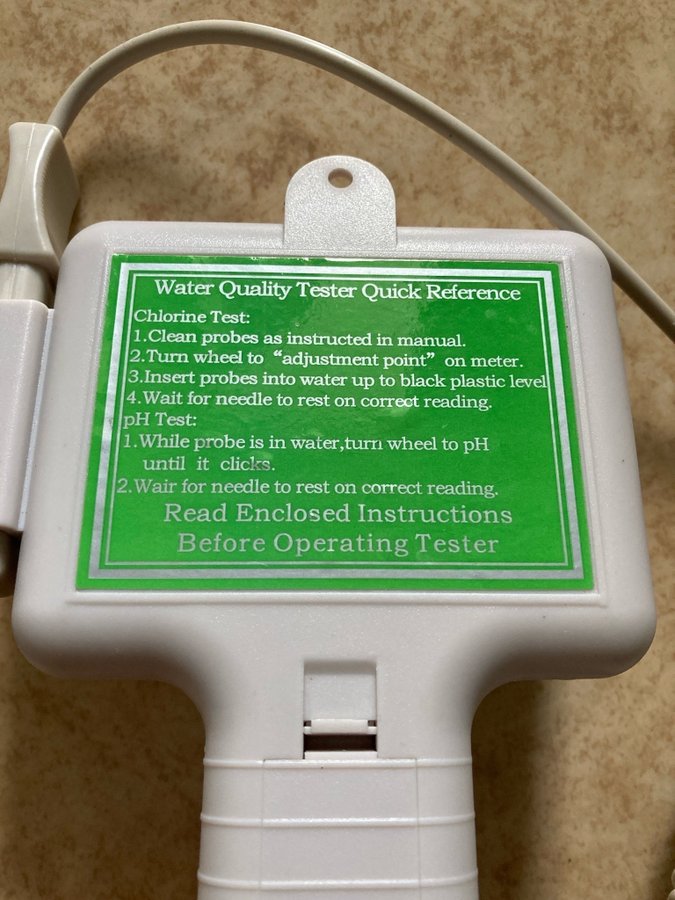 Water Quality Tester Quick Reference
Chlorine Test:
1.Clean probes as instructed in manual.
2.Turn wheel to “adjustment point” on meter.
3.Insert probes into water up to black plastic level
4.Wait for needle to rest on correct reading.
pH Test:
1.While probe is in water,turn wheel to pH
until it clicks.
2.Wair for needle to rest on correct reading.
Read Enclosed Instructions
Before Operating Tester